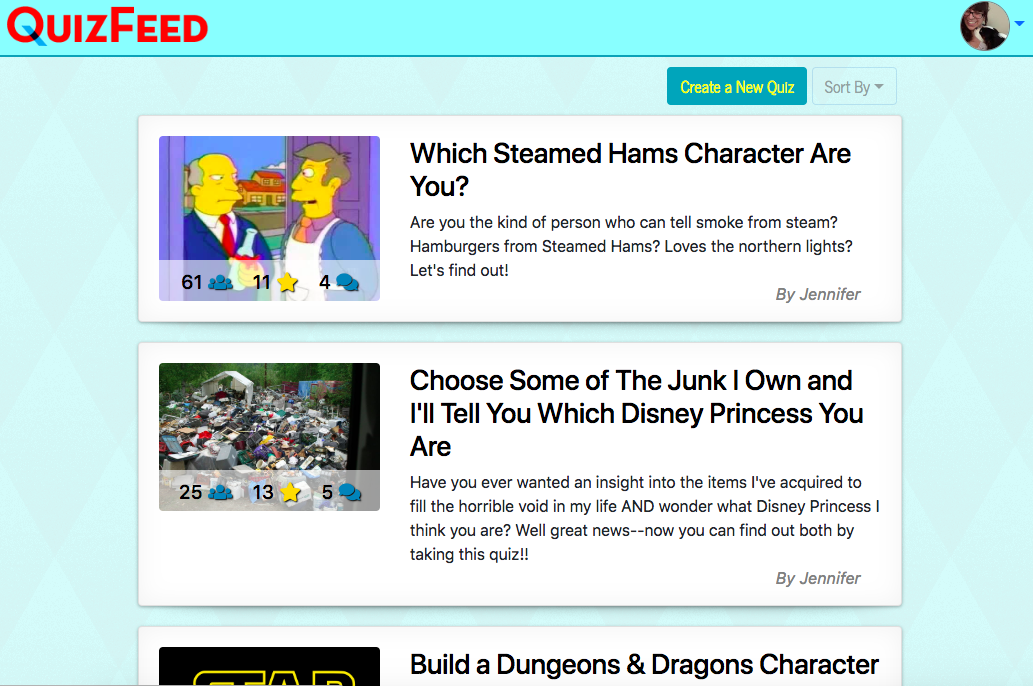 QuizFeed
Create a New Quiz
Sort By
Which Steamed Hams Character Are
You?
Are you the kind of person who can tell smoke from steam?
Hamburgers from Steamed Hams? Loves the northern lights?
Let's find out!
61 11 4
By Jennifer
Choose Some of The Junk I Own and
I'll Tell You Which Disney Princess You
Are
Have you ever wanted an insight into the items I've acquired to
fill the horrible void in my life AND wonder what Disney Princess I
think you are? Well great news--now you can find out both by
taking this quiz!!
25 13 5
By Jennifer
Build a Dungeons & Dragons Character
STAR